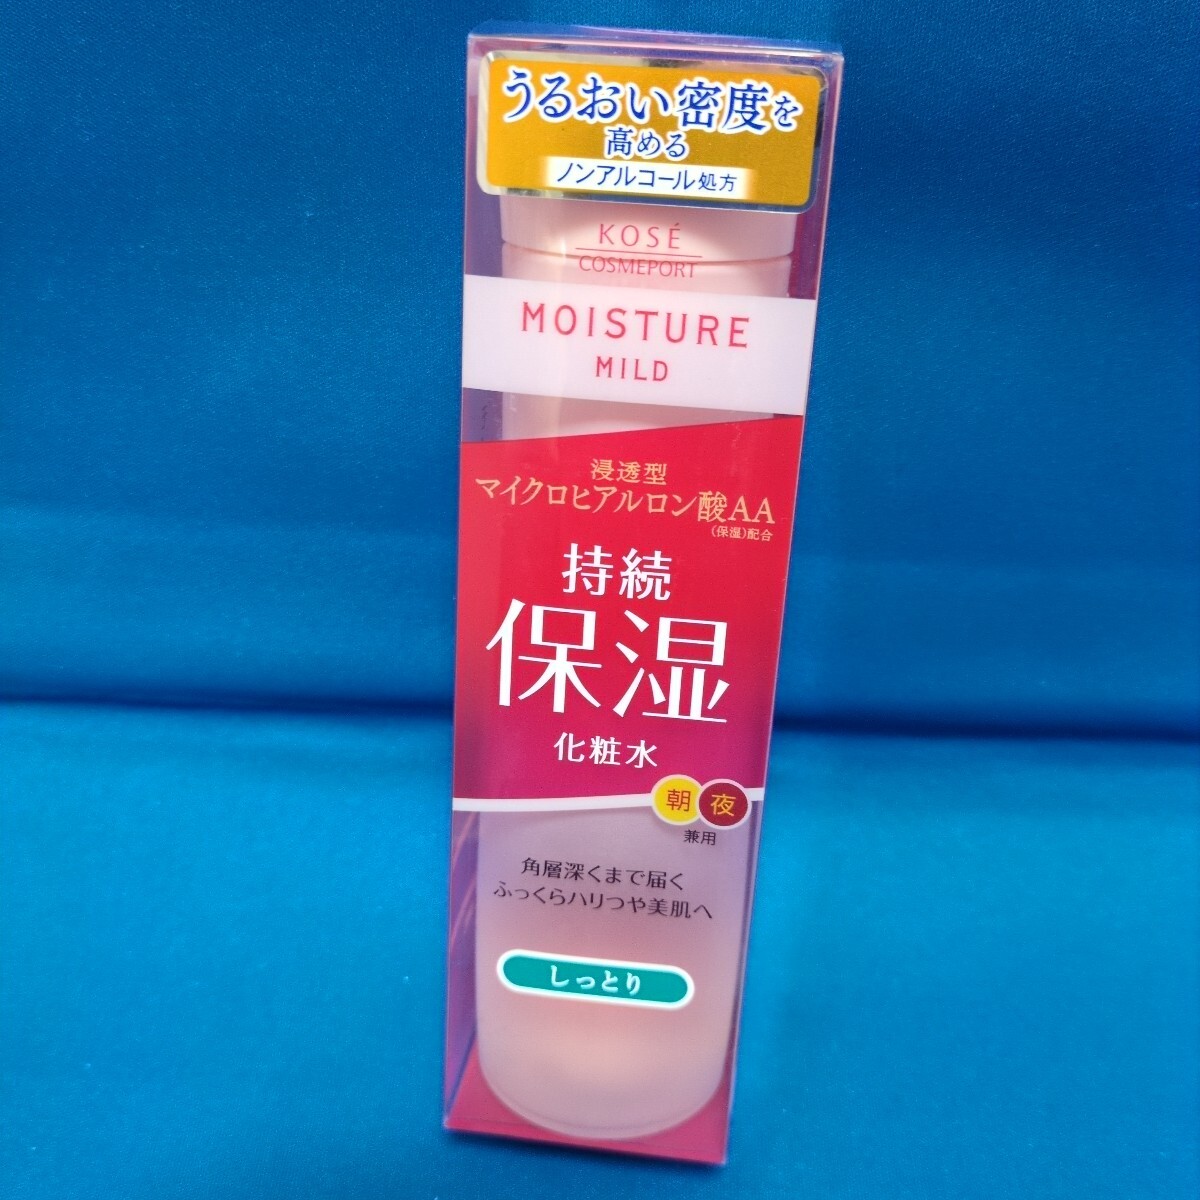 うるおい密度を
高める
ノンアルコール処方
KOSÉ
COSMEPORT
MOISTURE
MILD
浸透型
マイクロヒアルロン酸AA
(保湿)配合
持続
保湿
化粧水
朝 夜
兼用
角層深くまで届く
ふっくらハリつや美肌へ
しっとり